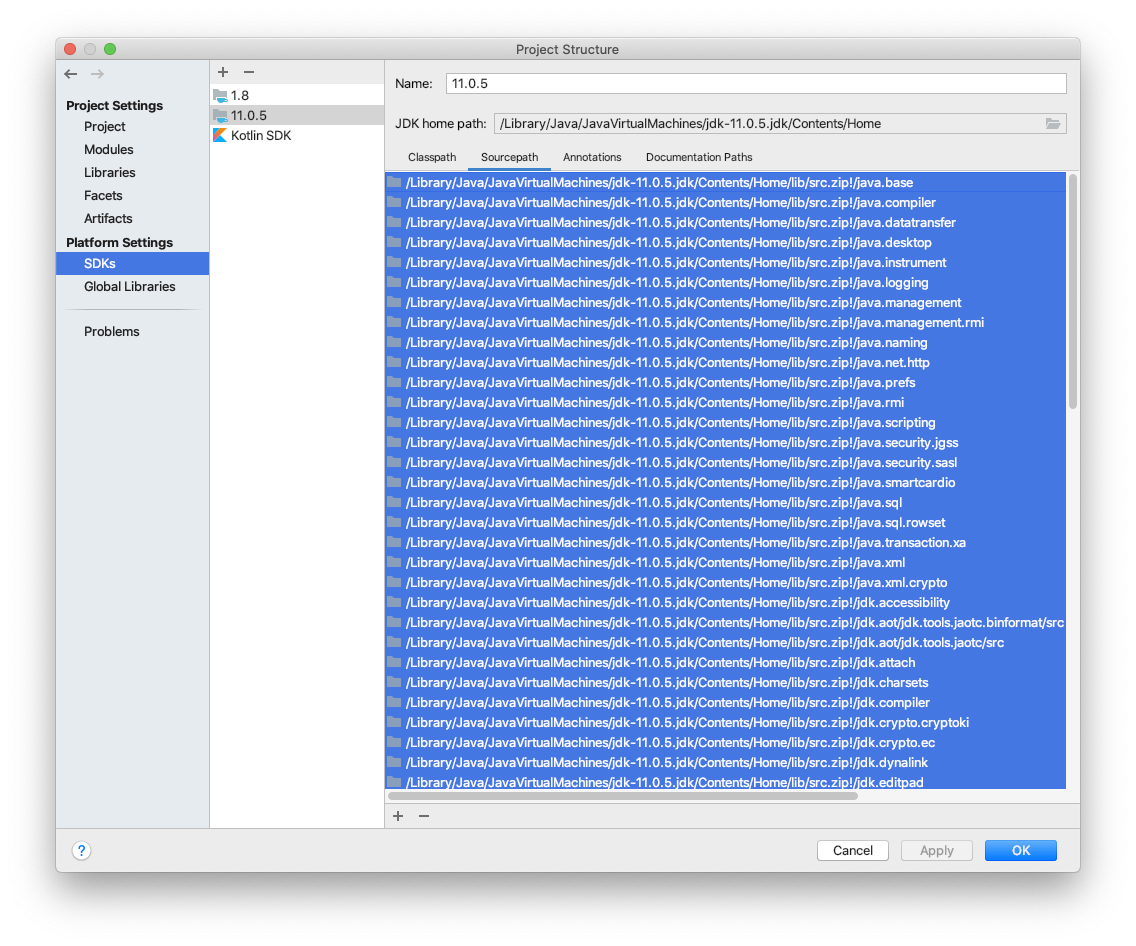 Project Structure
Project Settings
Project
Modules
Libraries
Facets
Artifacts
Platform Settings
SDKs
Global Libraries
Problems
1.8
11.0.5
Kotlin SDK
Name: 11.0.5
JDK home path: /Library/Java/JavaVirtualMachines/jdk-11.0.5.jdk/Contents/Home
Classpath Sourcepath Annotations Documentation Paths
/Library/Java/JavaVirtualMachines/jdk-11.0.5.jdk/Contents/Home/lib/src.zip!/java.base
/Library/Java/JavaVirtualMachines/jdk-11.0.5.jdk/Contents/Home/lib/src.zip!/java.compiler
/Library/Java/JavaVirtualMachines/jdk-11.0.5.jdk/Contents/Home/lib/src.zip!/java.datatransfer
/Library/Java/JavaVirtualMachines/jdk-11.0.5.jdk/Contents/Home/lib/src.zip!/java.desktop
/Library/Java/JavaVirtualMachines/jdk-11.0.5.jdk/Contents/Home/lib/src.zip!/java.instrument
/Library/Java/JavaVirtualMachines/jdk-11.0.5.jdk/Contents/Home/lib/src.zip!/java.logging
/Library/Java/JavaVirtualMachines/jdk-11.0.5.jdk/Contents/Home/lib/src.zip!/java.management
/Library/Java/JavaVirtualMachines/jdk-11.0.5.jdk/Contents/Home/lib/src.zip!/java.management.rmi
/Library/Java/JavaVirtualMachines/jdk-11.0.5.jdk/Contents/Home/lib/src.zip!/java.naming
/Library/Java/JavaVirtualMachines/jdk-11.0.5.jdk/Contents/Home/lib/src.zip!/java.net.http
/Library/Java/JavaVirtualMachines/jdk-11.0.5.jdk/Contents/Home/lib/src.zip!/java.prefs
/Library/Java/JavaVirtualMachines/jdk-11.0.5.jdk/Contents/Home/lib/src.zip!/java.rmi
/Library/Java/JavaVirtualMachines/jdk-11.0.5.jdk/Contents/Home/lib/src.zip!/java.scripting
/Library/Java/JavaVirtualMachines/jdk-11.0.5.jdk/Contents/Home/lib/src.zip!/java.security.jgss
/Library/Java/JavaVirtualMachines/jdk-11.0.5.jdk/Contents/Home/lib/src.zip!/java.security.sasl
/Library/Java/JavaVirtualMachines/jdk-11.0.5.jdk/Contents/Home/lib/src.zip!/java.smartcardio
/Library/Java/JavaVirtualMachines/jdk-11.0.5.jdk/Contents/Home/lib/src.zip!/java.sql
/Library/Java/JavaVirtualMachines/jdk-11.0.5.jdk/Contents/Home/lib/src.zip!/java.sql.rowset
/Library/Java/JavaVirtualMachines/jdk-11.0.5.jdk/Contents/Home/lib/src.zip!/java.transaction.xa
/Library/Java/JavaVirtualMachines/jdk-11.0.5.jdk/Contents/Home/lib/src.zip!/java.xml
/Library/Java/JavaVirtualMachines/jdk-11.0.5.jdk/Contents/Home/lib/src.zip!/java.xml.crypto
/Library/Java/JavaVirtualMachines/jdk-11.0.5.jdk/Contents/Home/lib/src.zip!/jdk.accessibility
/Library/Java/JavaVirtualMachines/jdk-11.0.5.jdk/Contents/Home/lib/src.zip!/jdk.aot/jdk.tools.jaotc.binformat/src
/Library/Java/JavaVirtualMachines/jdk-11.0.5.jdk/Contents/Home/lib/src.zip!/jdk.aot/jdk.tools.jaotc/src
/Library/Java/JavaVirtualMachines/jdk-11.0.5.jdk/Contents/Home/lib/src.zip!/jdk.attach
/Library/Java/JavaVirtualMachines/jdk-11.0.5.jdk/Contents/Home/lib/src.zip!/jdk.charsets
/Library/Java/JavaVirtualMachines/jdk-11.0.5.jdk/Contents/Home/lib/src.zip!/jdk.compiler
/Library/Java/JavaVirtualMachines/jdk-11.0.5.jdk/Contents/Home/lib/src.zip!/jdk.crypto.cryptoki
/Library/Java/JavaVirtualMachines/jdk-11.0.5.jdk/Contents/Home/lib/src.zip!/jdk.crypto.ec
/Library/Java/JavaVirtualMachines/jdk-11.0.5.jdk/Contents/Home/lib/src.zip!/jdk.dynalink
/Library/Java/JavaVirtualMachines/jdk-11.0.5.jdk/Contents/Home/lib/src.zip!/jdk.editpad
? Cancel Apply OK